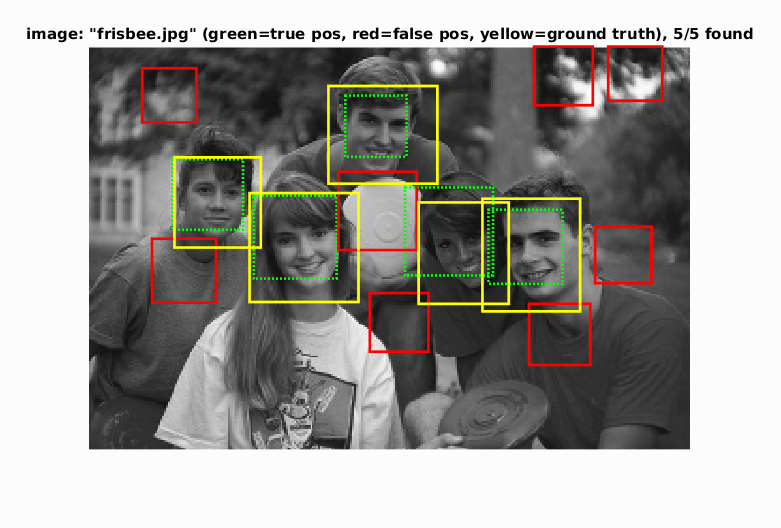 image: "frisbee.jpg" (green=true pos, red=false pos, yellow=ground truth), 5/5 found